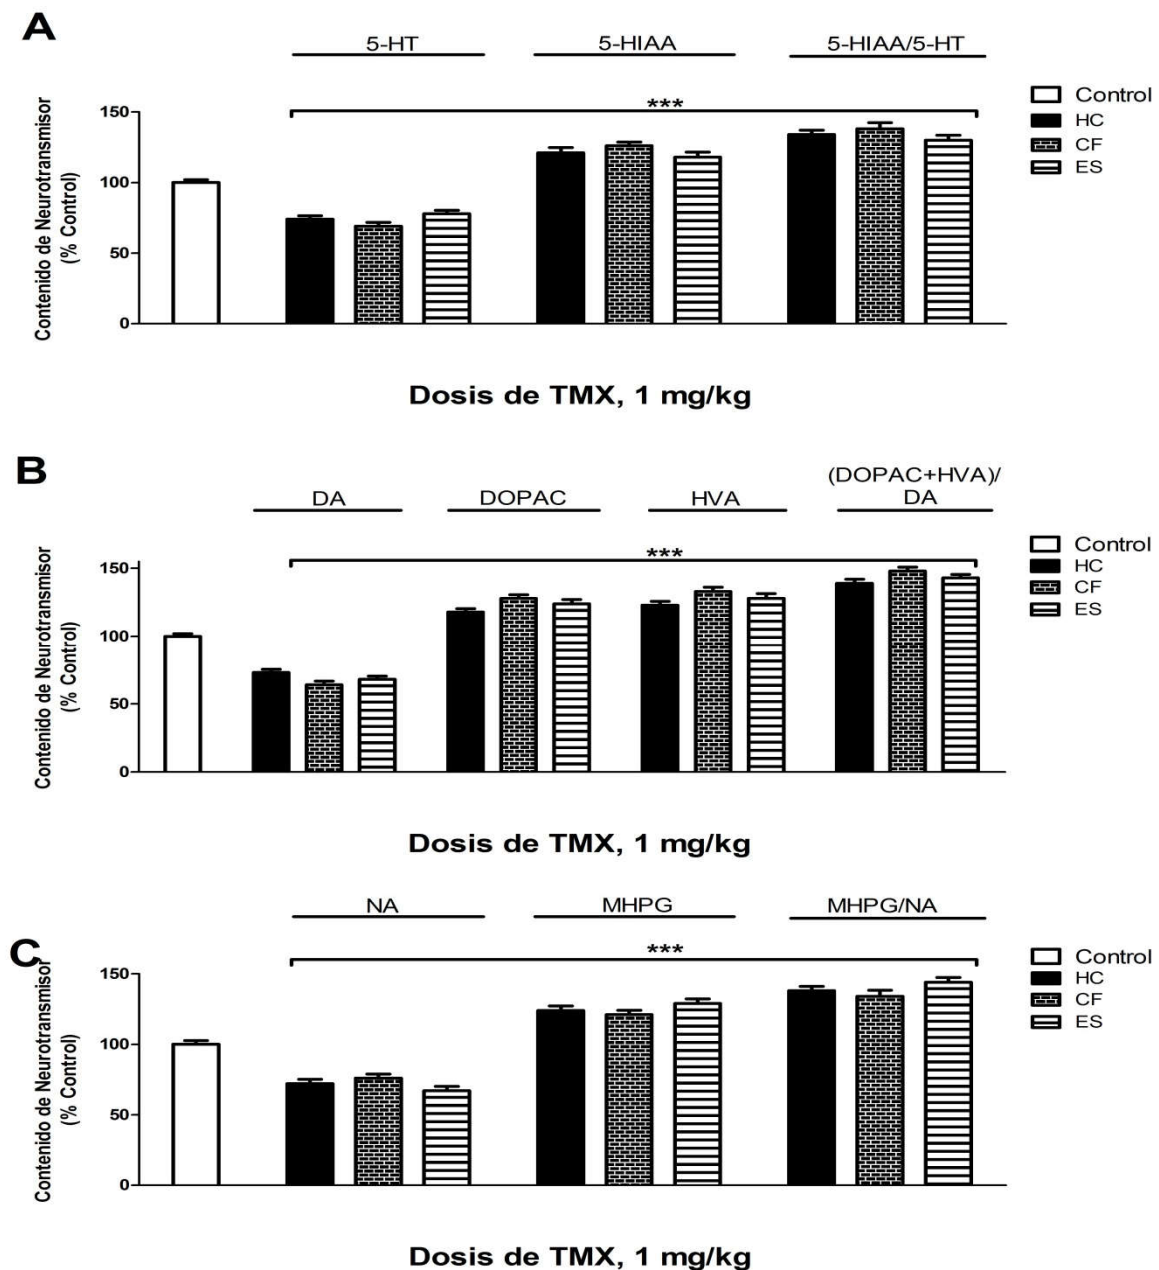 A
5-HT 5-HIAA 5-HIAA/5-HT
***
Control
HC
CF
ES
Contenido de Neurotransmisor
(% Control)
150
100
50
0
Dosis de TMX, 1 mg/kg
B
DA DOPAC HVA (DOPAC+HVA)/
DA
***
Control
HC
CF
ES
Contenido de Neurotransmisor
(% Control)
150
100
50
0
Dosis de TMX, 1 mg/kg
C
NA MHPG MHPG/NA
***
Control
HC
CF
ES
Contenido de Neurotransmisor
(% Control)
150
100
50
0
Dosis de TMX, 1 mg/kg